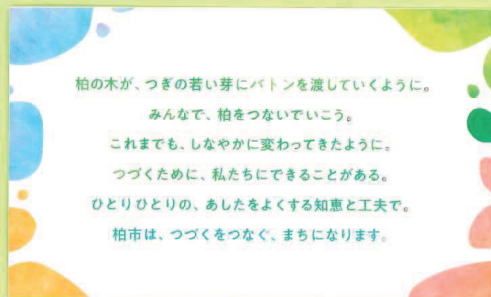 柏の木が、つぎの若い芽にバトンを渡していくように。
みんなで、柏をつないでいこう。
これまでも、しなやかに変わってきたように。
つづくために、私たちにできることがある。
ひとりひとりの、あしたをよくする知恵と工夫で。
柏市は、つづくをつなぐ、まちになります。